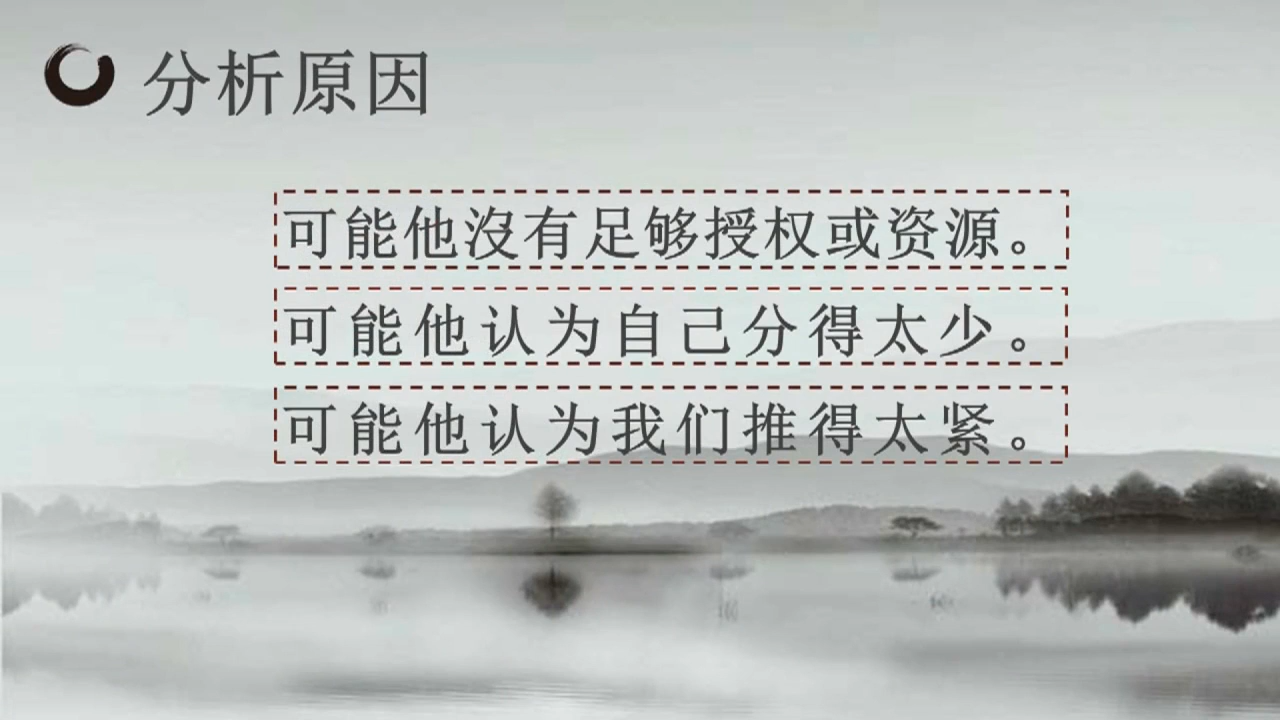 分析原因
可能他沒有足够授权或资源。
可能他认为自己分得太少。
可能他认为我们推得太紧。